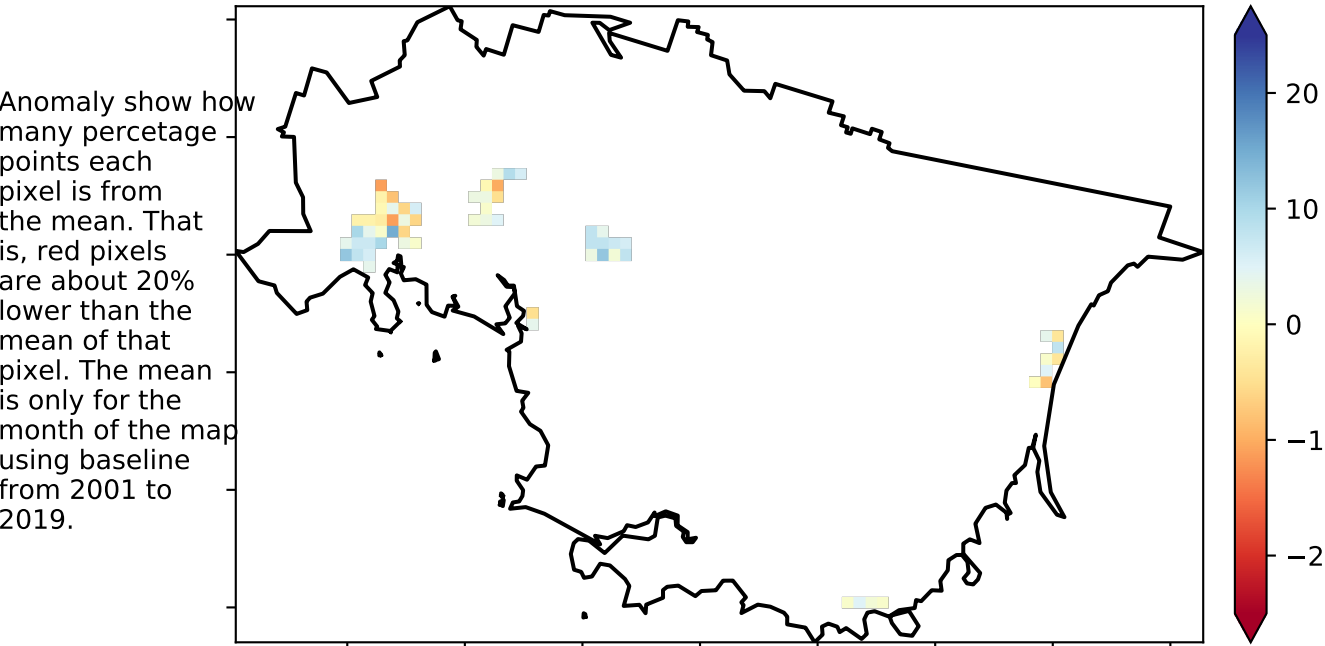 Anomaly show how
many percetage
points each
pixel is from
the mean. That
is, red pixels
are about 20%
lower than the
mean of that
pixel. The mean
is only for the
month of the map
using baseline
from 2001 to
2019.
20
10
0
−1
−2